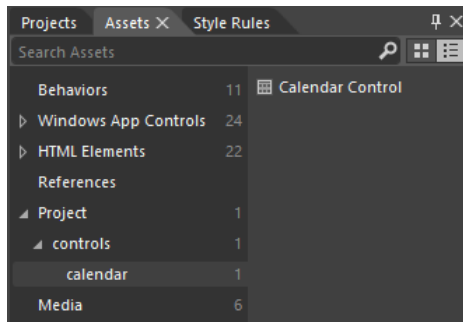 Projects Assets Style Rules
Search Assets
Behaviors 11 Calendar Control
Windows App Controls 24
HTML Elements 22
References
Project 1
controls 1
calendar 1
Media 6